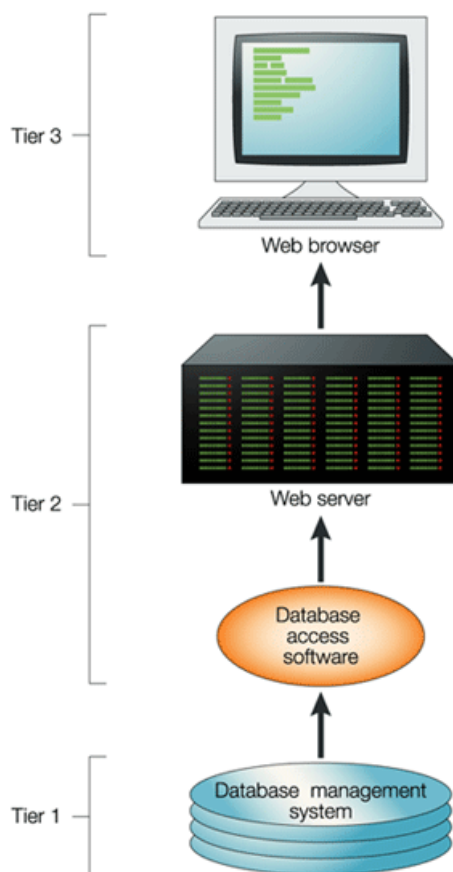 Tier 3
Web browser
Tier 2
Web server
Database
access
software
Tier 1
Database management
system